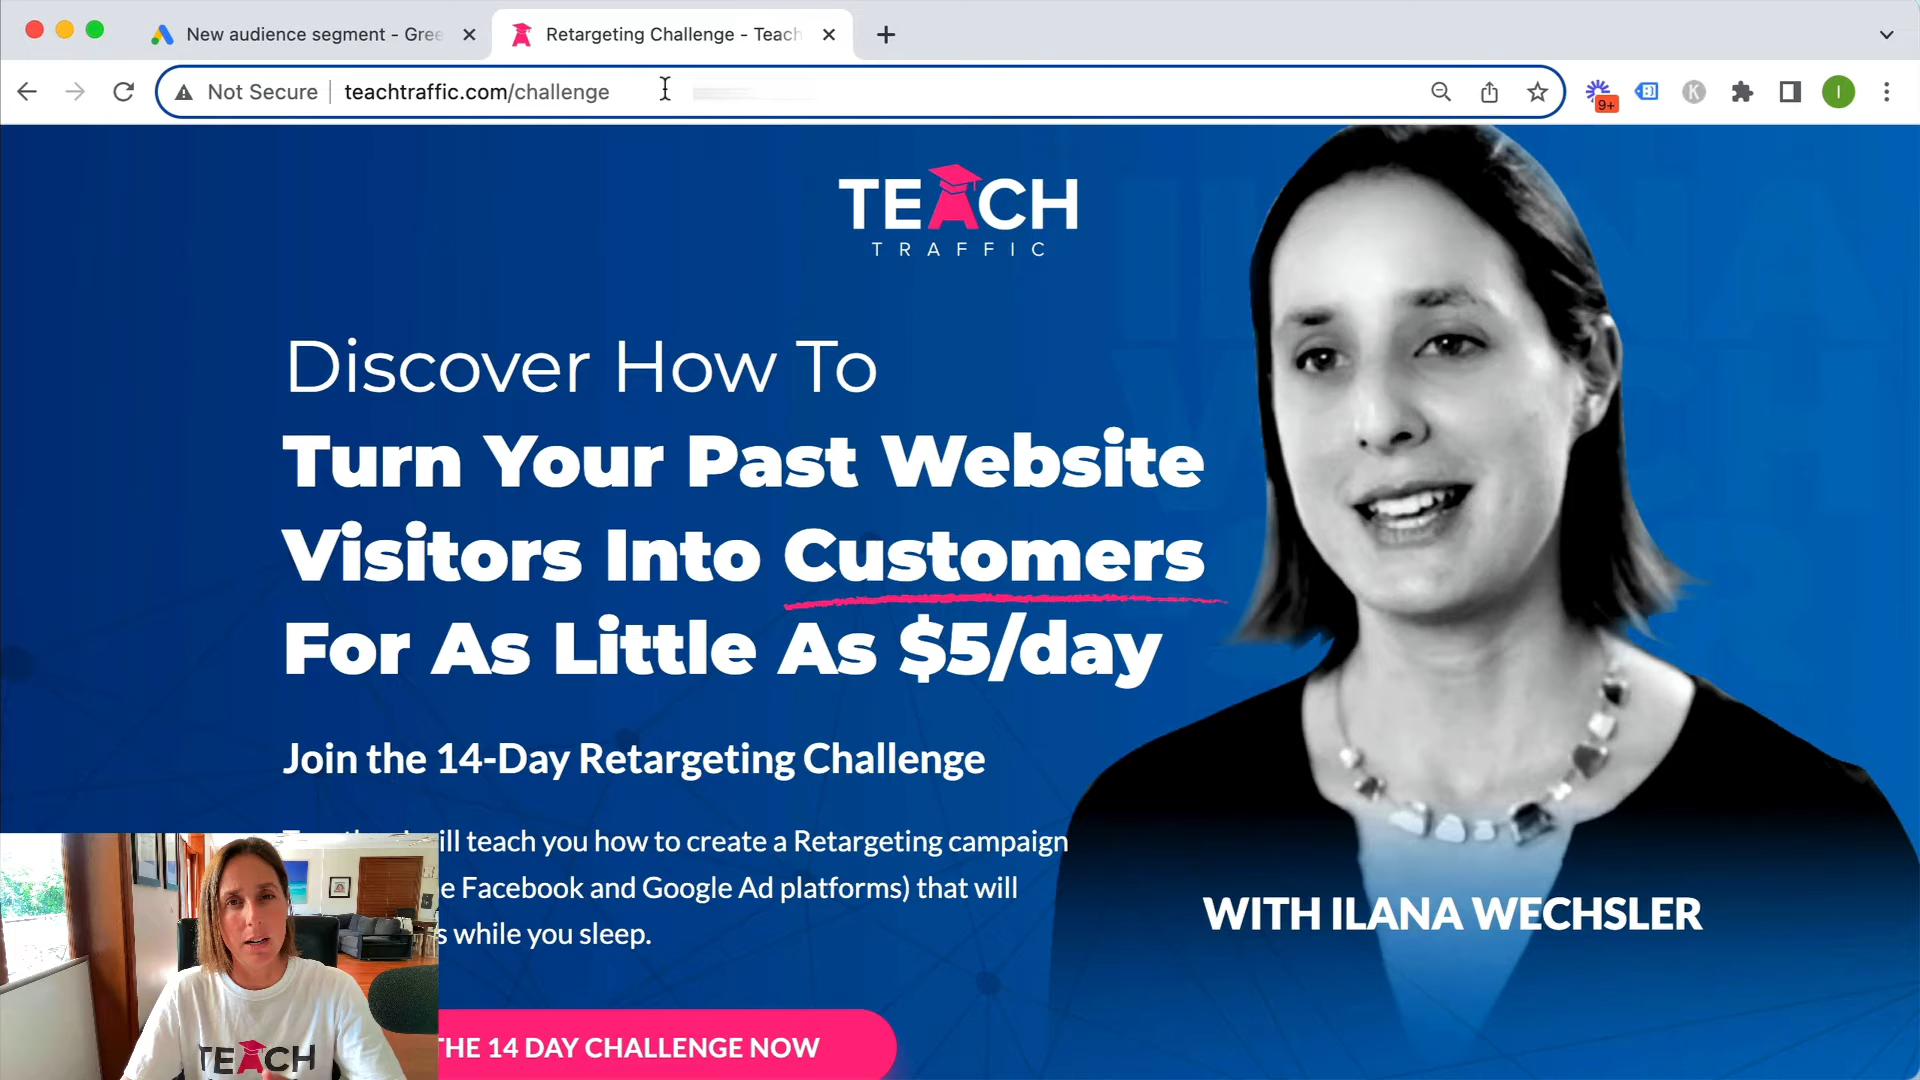 New audience segment - Gree
Retargeting Challenge - Teach
Not Secure
teachtraffic.com/challenge
9+
K
I
TEACH
TRAFFIC
Discover How To
Turn Your Past Website
Visitors Into Customers
For As Little As $5/day
Join the 14-Day Retargeting Challenge
ill teach you how to create a Retargeting campaign
e Facebook and Google Ad platforms) that will
s while you sleep.
WITH ILANA WECHSLER
THE 14 DAY CHALLENGE NOW
TEACH